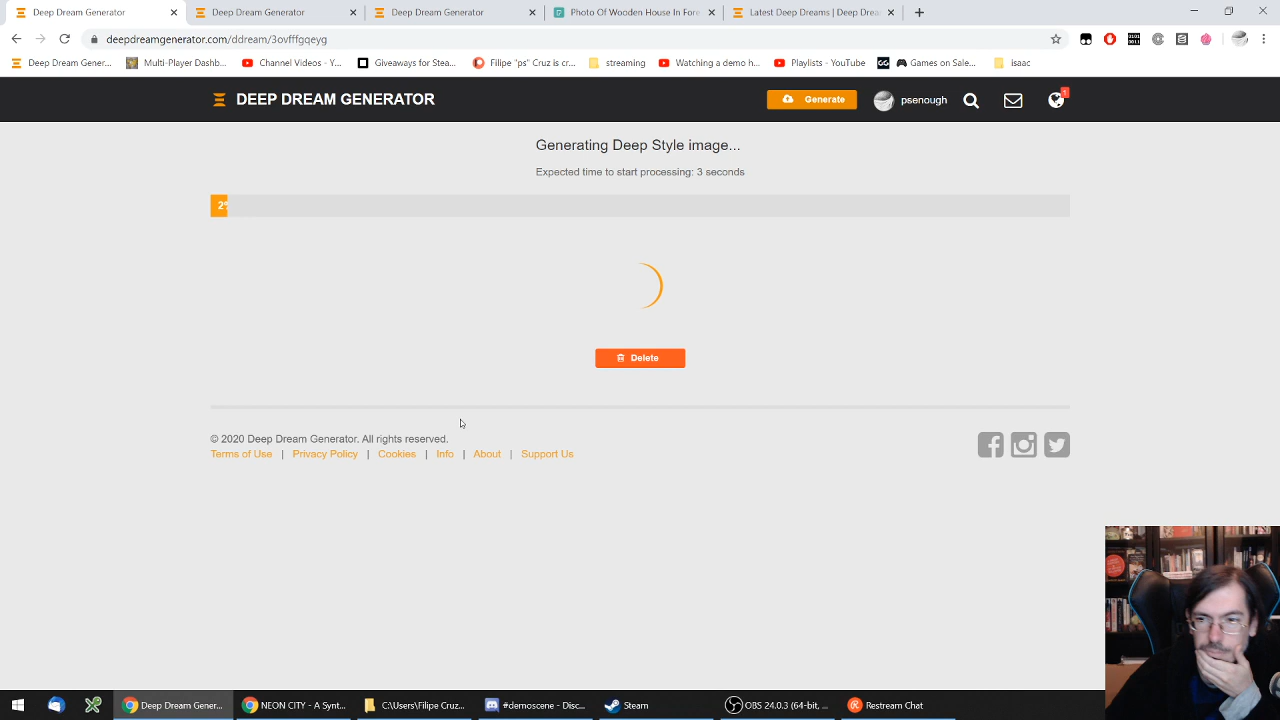 Deep Dream Generator
Deep Dream Generator
Deep Dream Generator
Photo Of Wooden House In Fore
Latest Deep Dreams | Deep Drea
deepdreamgenerator.com/ddream/3ovfffgqeyg
Deep Dream Gener...
Multi-Player Dashb...
Channel Videos - Y...
Giveaways for Stea...
Filipe "ps" Cruz is cr...
streaming
Watching a demo h...
Playlists - YouTube
GG
Games on Sale...
isaac
DEEP DREAM GENERATOR
Generate
psenough
1
Generating Deep Style image...
Expected time to start processing: 3 seconds
2%
Delete
© 2020 Deep Dream Generator. All rights reserved.
Terms of Use | Privacy Policy | Cookies | Info | About | Support Us
Deep Dream Gener...
NEON CITY - A Synt...
C:\Users\Filipe Cruz...
#demoscene - Disc...
Steam
OBS 24.0.3 (64-bit, ...
Restream Chat